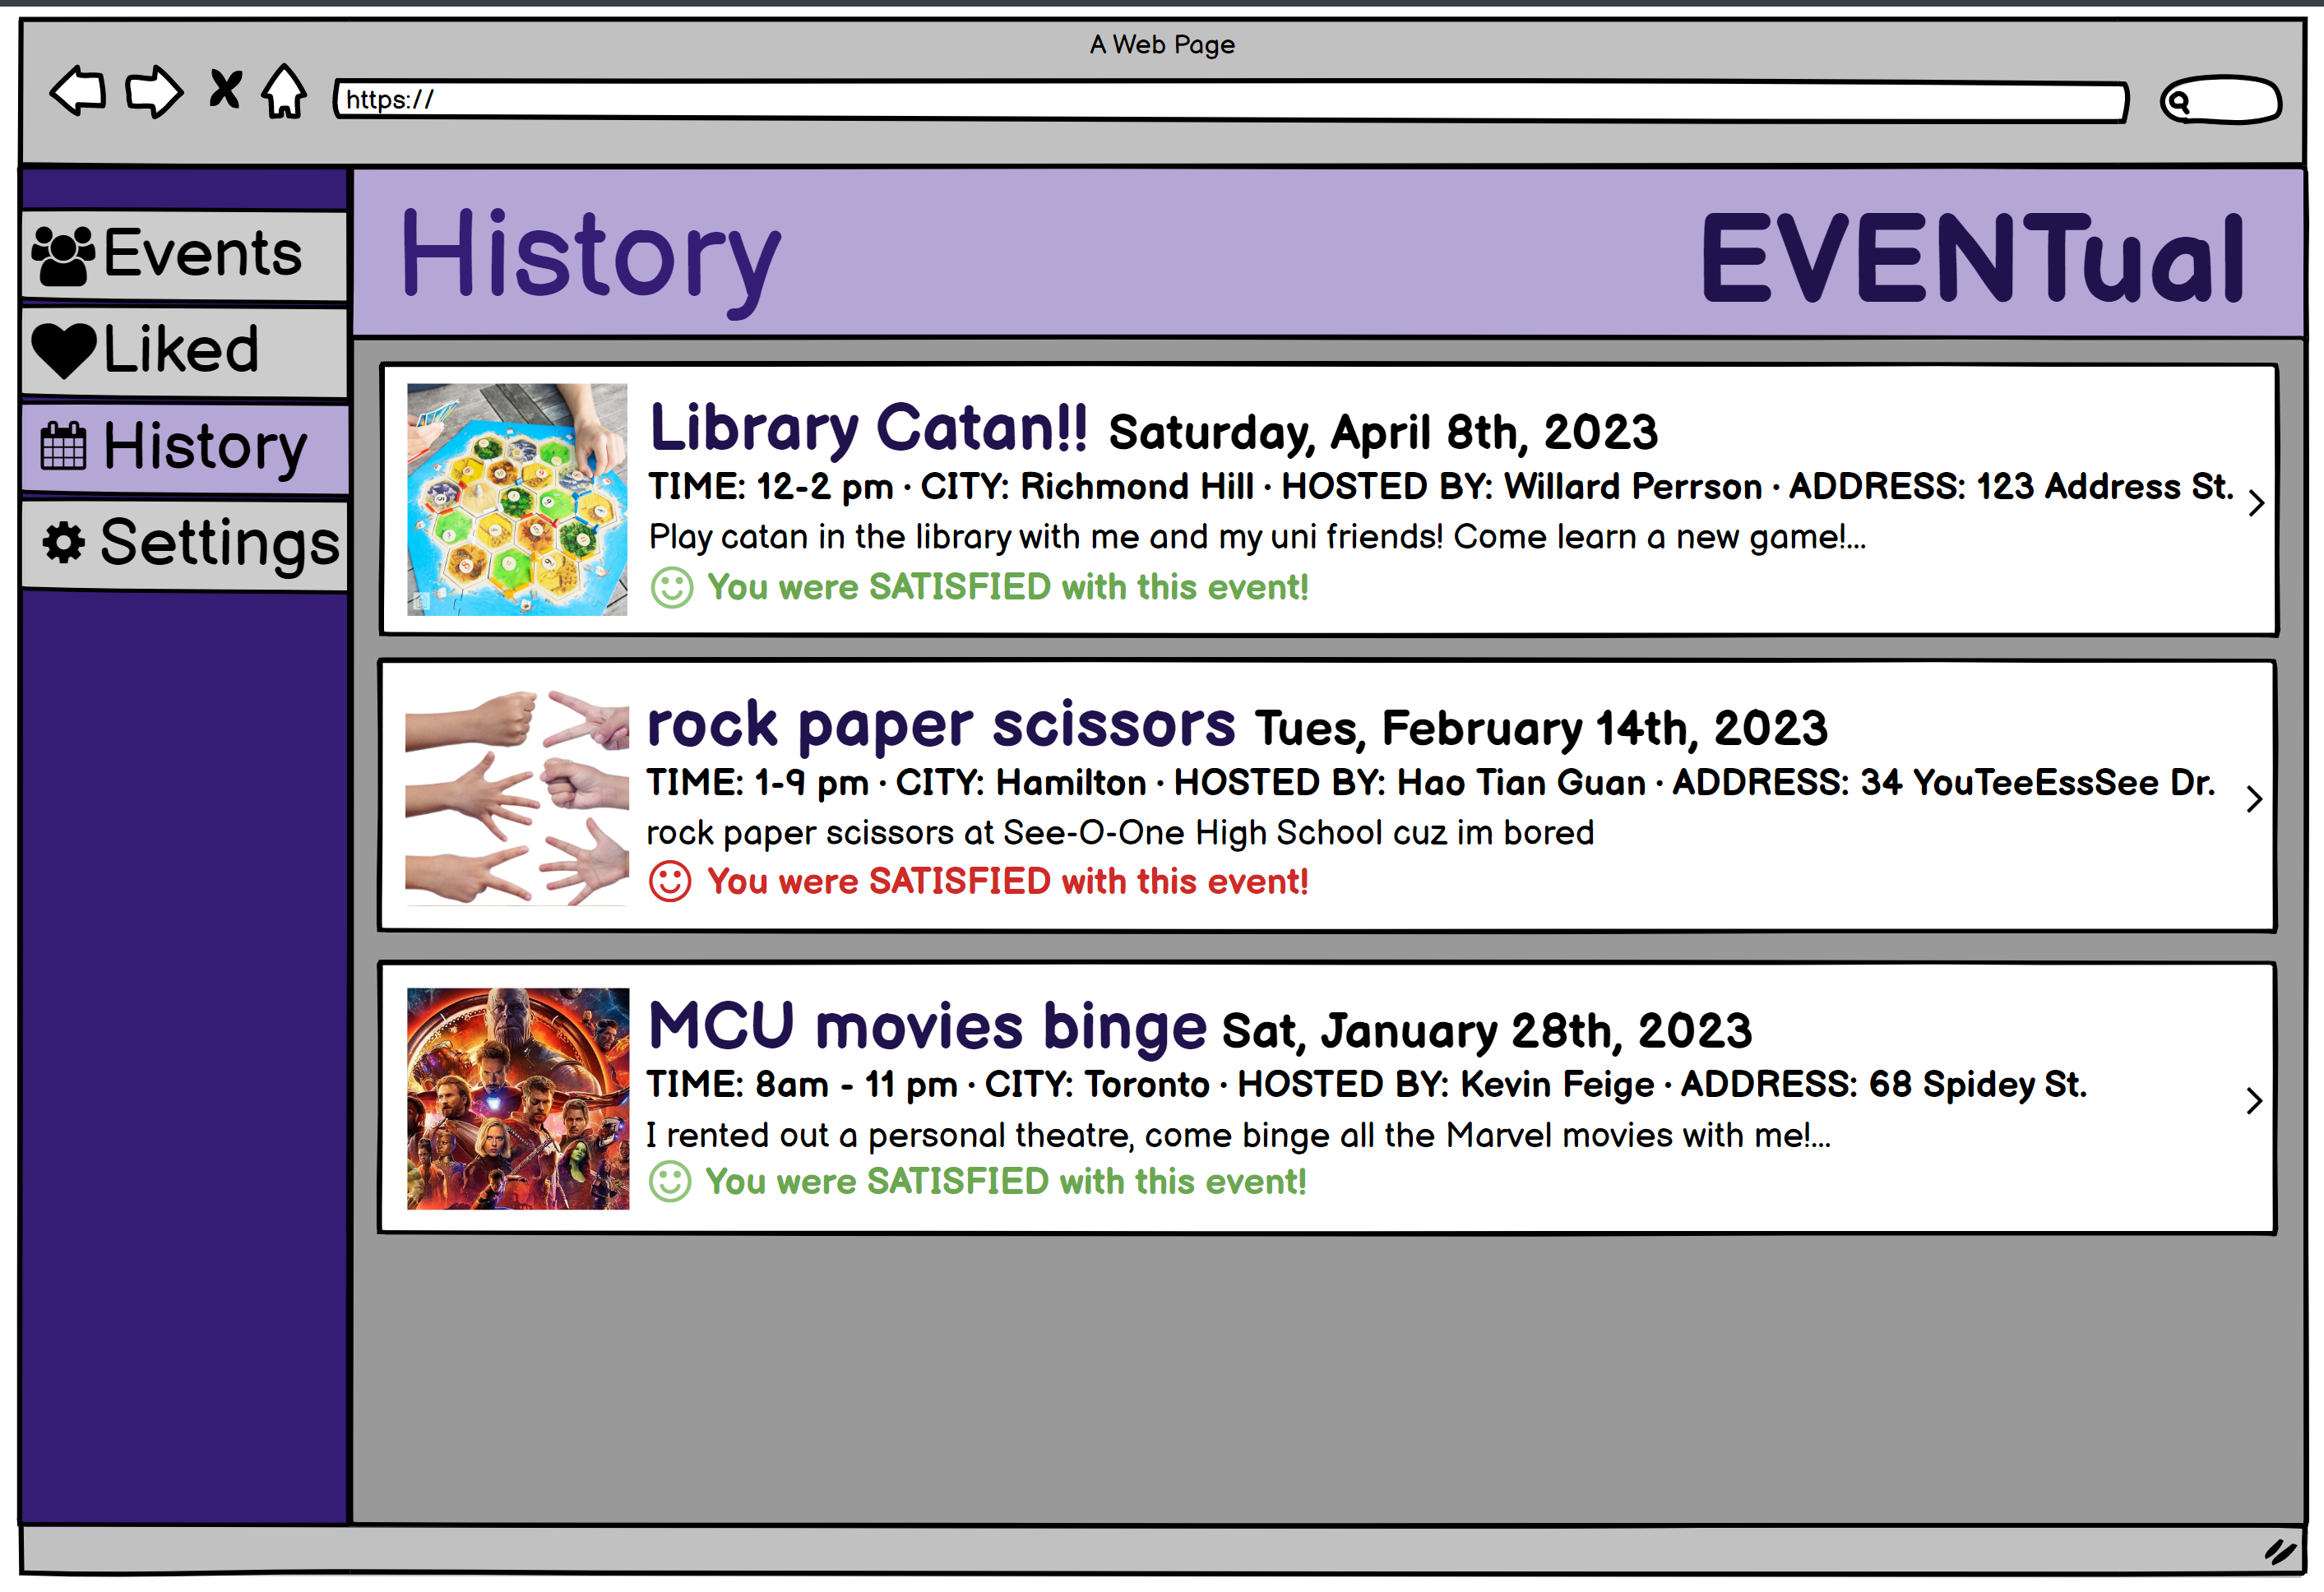 A Web Page
https://
Events
Liked
History
Settings
History
EVENTual
Library Catan!! Saturday, April 8th, 2023
TIME: 12-2 pm · CITY: Richmond Hill · HOSTED BY: Willard Perrson · ADDRESS: 123 Address St.
Play catan in the library with me and my uni friends! Come learn a new game!...
You were SATISFIED with this event!
rock paper scissors Tues, February 14th, 2023
TIME: 1-9 pm · CITY: Hamilton · HOSTED BY: Hao Tian Guan · ADDRESS: 34 YouTeeEssSee Dr.
rock paper scissors at See-O-One High School cuz im bored
You were SATISFIED with this event!
MCU movies binge Sat, January 28th, 2023
TIME: 8am - 11 pm · CITY: Toronto · HOSTED BY: Kevin Feige · ADDRESS: 68 Spidey St.
I rented out a personal theatre, come binge all the Marvel movies with me!...
You were SATISFIED with this event!